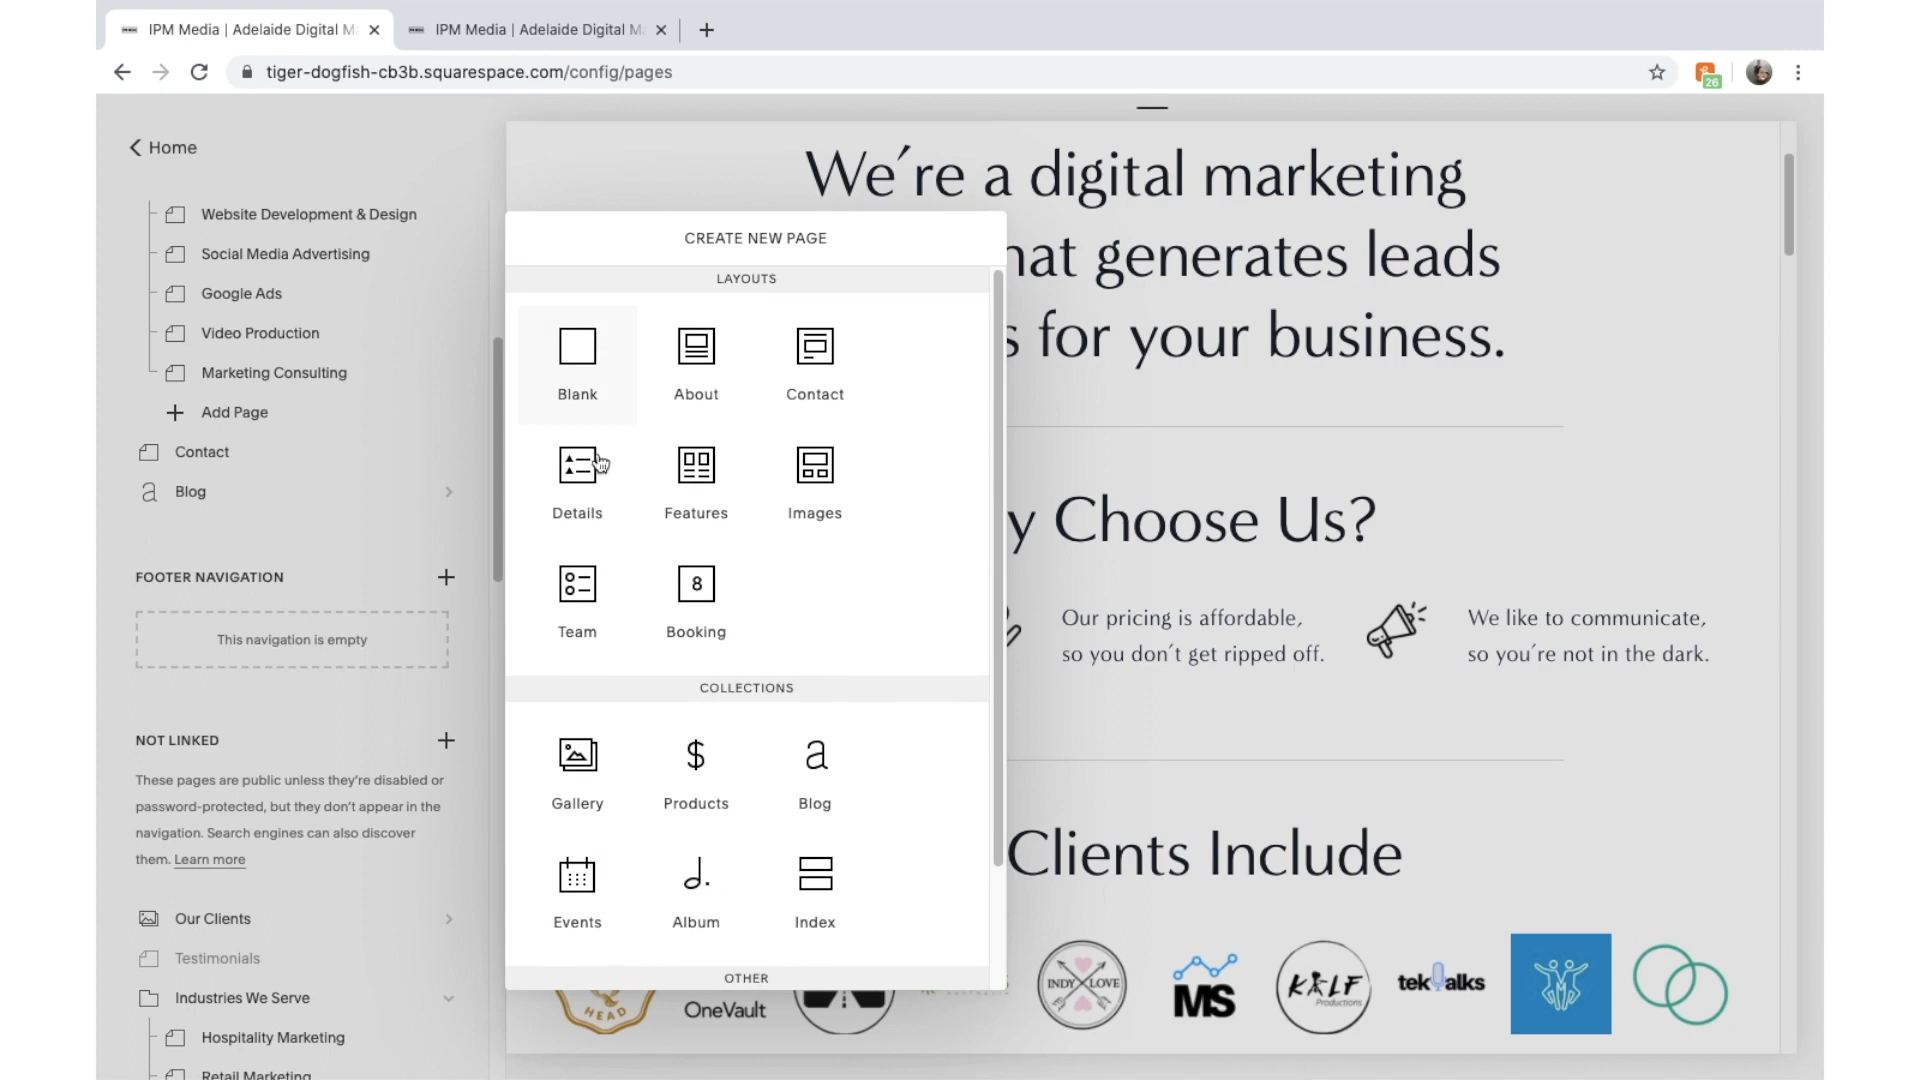 IPM Media | Adelaide Digital M
IPM Media | Adelaide Digital M
tiger-dogfish-cb3b.squarespace.com/config/pages
26
Home
Website Development & Design
Social Media Advertising
Google Ads
Video Production
Marketing Consulting
Add Page
Contact
Blog
FOOTER NAVIGATION
This navigation is empty
NOT LINKED
These pages are public unless they're disabled or
password-protected, but they don't appear in the
navigation. Search engines can also discover
them. Learn more
Our Clients
Testimonials
Industries We Serve
Hospitality Marketing
Retail Marketing
CREATE NEW PAGE
LAYOUTS
Blank
About
Contact
Details
Features
Images
8
Team
Booking
COLLECTIONS
$
a
Gallery
Products
Blog
Events
Album
Index
OTHER
We're a digital marketing
hat generates leads
s for your business.
y Choose Us?
Our pricing is affordable,
so you don't get ripped off.
We like to communicate,
so you're not in the dark.
Clients Include
HEAD
OneVault
INDY LOVE
MS
KALF
Productions
tektalks